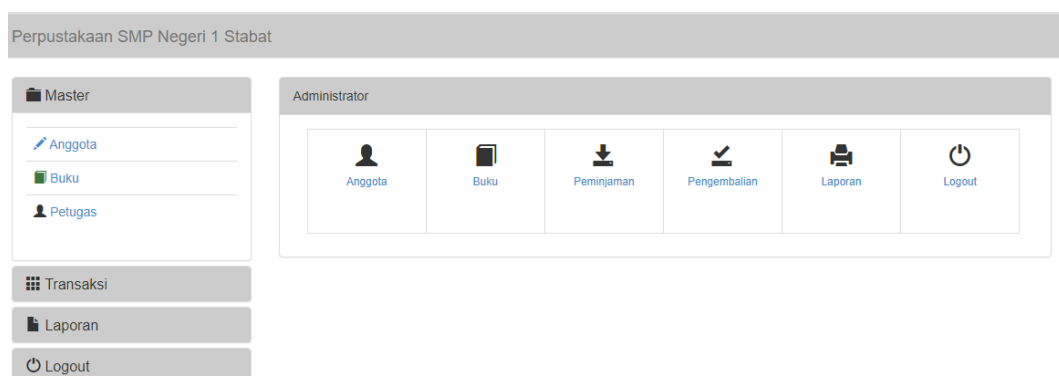 Perpustakaan SMP Negeri 1 Stabat
Master
Anggota
Buku
Petugas
Transaksi
Laporan
Logout
Administrator
Anggota
Buku
Peminjaman
Pengembalian
Laporan
Logout